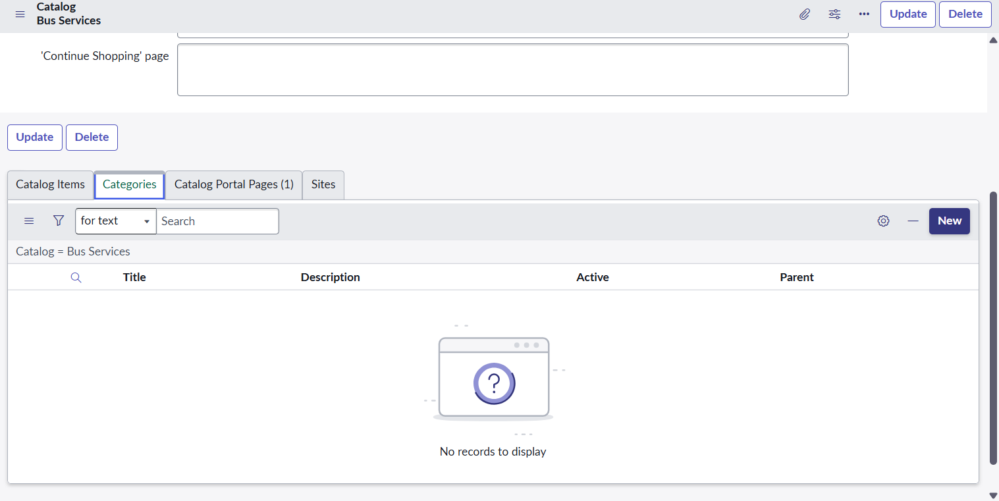 Catalog
Bus Services
Update Delete
'Continue Shopping' page
Update Delete
Catalog Items Categories Catalog Portal Pages (1) Sites
for text Search New
Catalog = Bus Services
Title Description Active Parent
?
No records to display